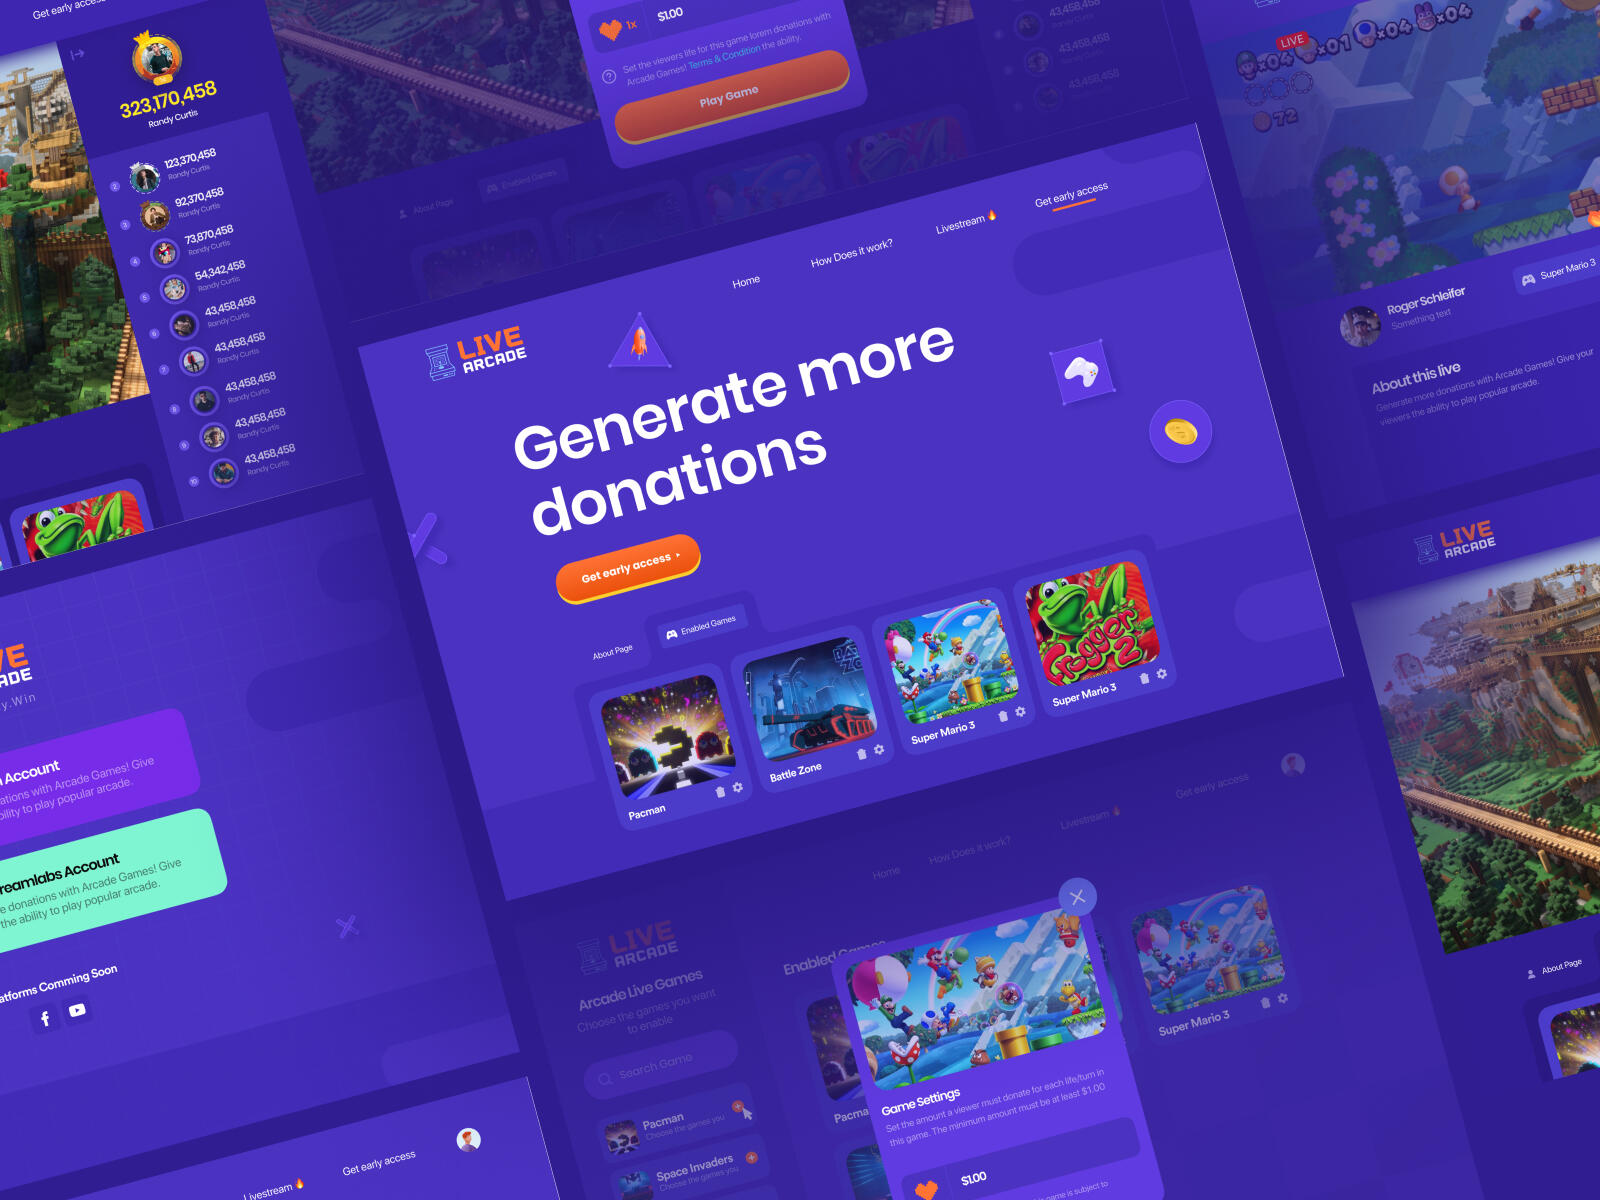 Get early access
323,170,458
Randy Curtis
2
123,370,458
Randy Curtis
3
92,370,458
Randy Curtis
4
73,870,458
Randy Curtis
5
54,342,458
Randy Curtis
6
43,458,458
Randy Curtis
7
43,458,458
Randy Curtis
8
43,458,458
Randy Curtis
9
43,458,458
Randy Curtis
10
43,458,458
Randy Curtis
1x
$1.00
Set the viewers life for this game lorem donations with
Arcade Games! Terms & Condition the ability.
Play Game
About Page
Enabled Games
43,458,458
43,458,458
43,458,458
LIVE
x04 x01 x04 x04
72
Roger Schleifer
Something text
Super Mario 3
About this live
Generate more donations with Arcade Games! Give your
viewers the ability to play popular arcade.
LIVE
ARCADE
Home
How Does it work?
Livestream
Get early access
Generate more
donations
Get early access
About Page
Enabled Games
Pacman
Battle Zone
Super Mario 3
Frogger
2
Super Mario 3
ations with Arcade Games! Give
bility to play popular arcade.
Account
reamlabs Account
e donations with Arcade Games! Give
the ability to play popular arcade.
atforms Comming Soon
y.Win
Livestream
Get early access
LIVE
ARCADE
Home
How Does it work?
Livestream
Get early access
Arcade Live Games
Choose the games you want
to enable
Search Game
Pacman
Choose the games you
Space Invaders
Choose the games you
Enabled Games
Pacma
Super Mario 3
Game Settings
Set the amount a viewer must donate for each life/turn in
this game. The minimum amount must be at least $1.00
$1.00
is game is subject to
LIVE
ARCADE
About Page